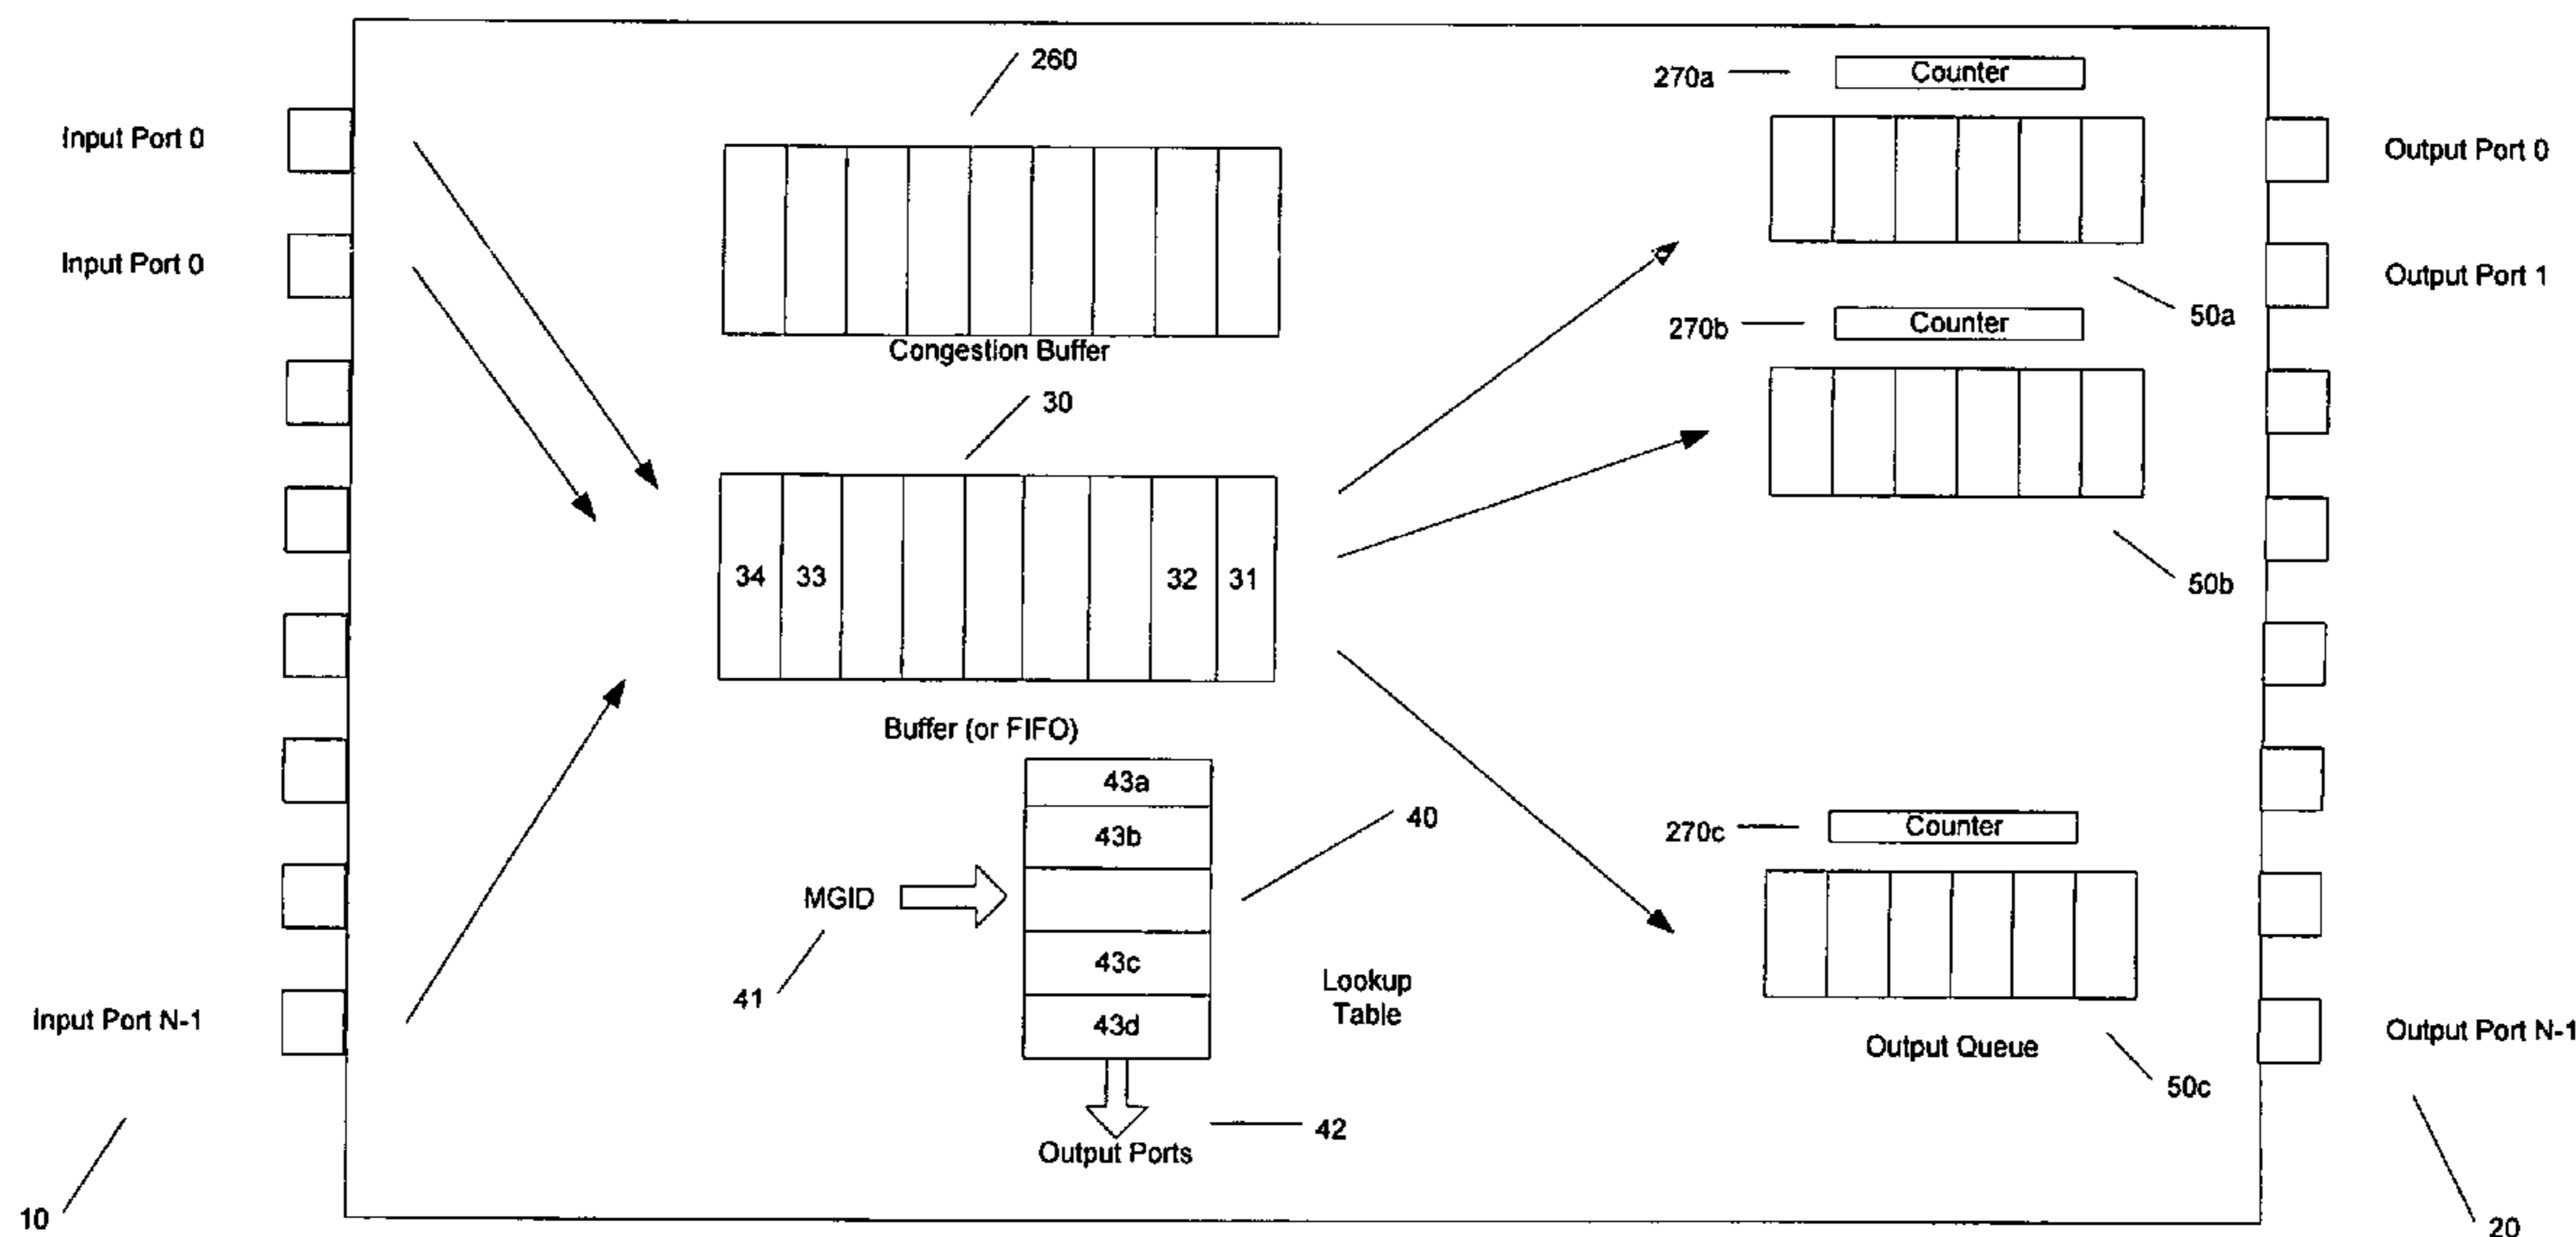 260
270a
Counter
Input Port 0
Output Port 0
Input Port 0
Output Port 1
50a
270b
Counter
Congestion Buffer
30
34 33 32 31
50b
Buffer (or FIFO)
43a
43b
40
270c
Counter
MGID
43c
41
Lookup
Table
43d
Input Port N-1
Output Port N-1
Output Queue
50c
42
Output Ports
10
20